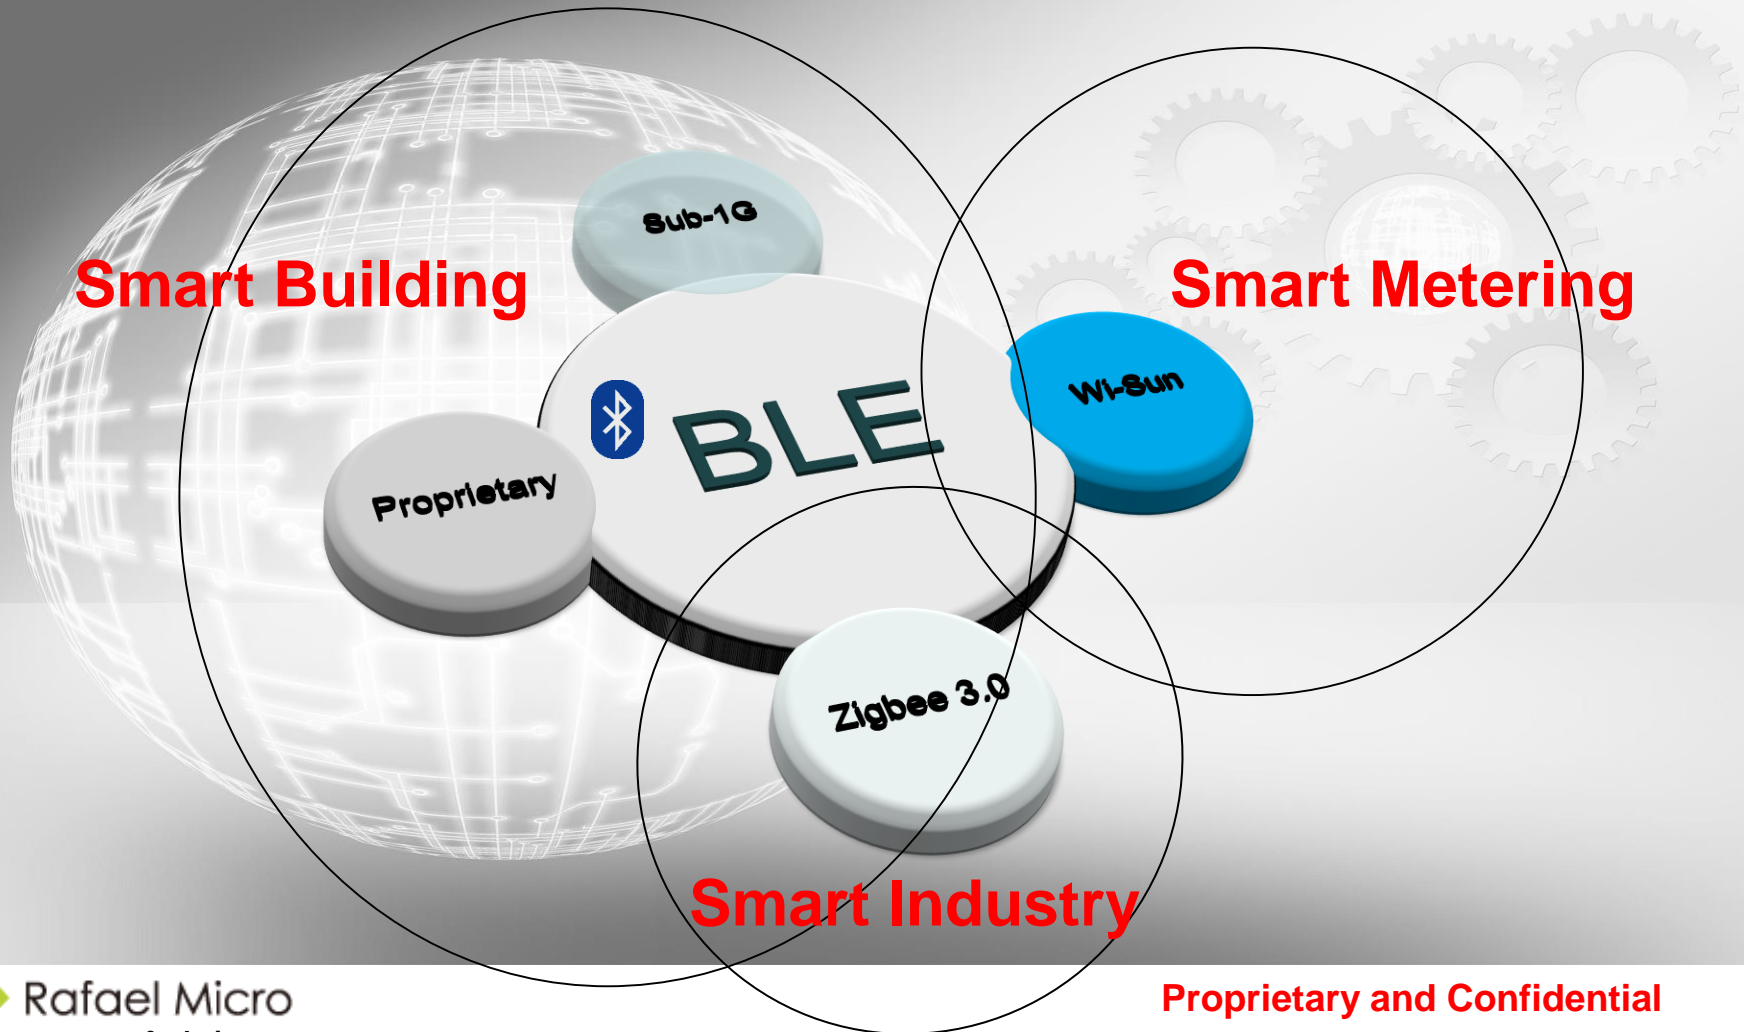 Sub-1G
Smart Building
Smart Metering
Wi-Sun
BLE
Proprietary
Zigbee 3.0
Smart Industry
Rafael Micro
Proprietary and Confidential